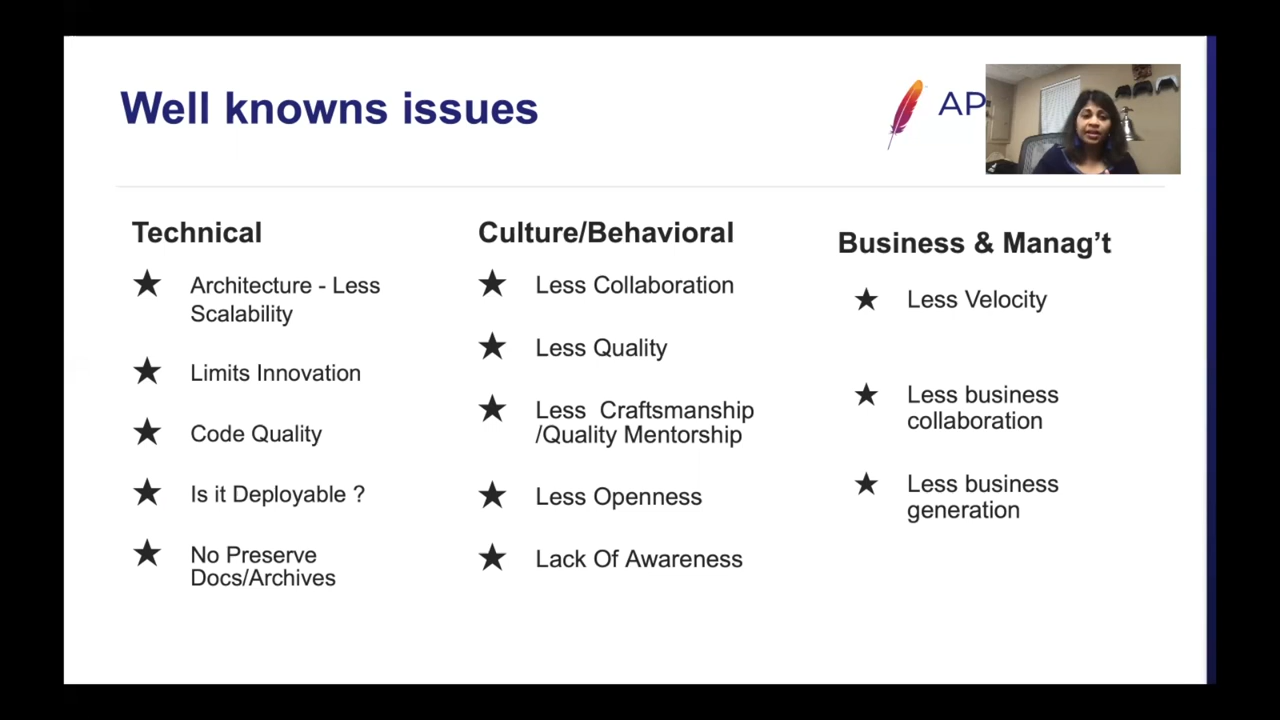 Well knowns issues
AP
Technical
Architecture - Less
Scalability
Limits Innovation
Code Quality
Is it Deployable ?
No Preserve
Docs/Archives
Culture/Behavioral
Less Collaboration
Less Quality
Less Craftsmanship
/Quality Mentorship
Less Openness
Lack Of Awareness
Business & Manag't
Less Velocity
Less business
collaboration
Less business
generation